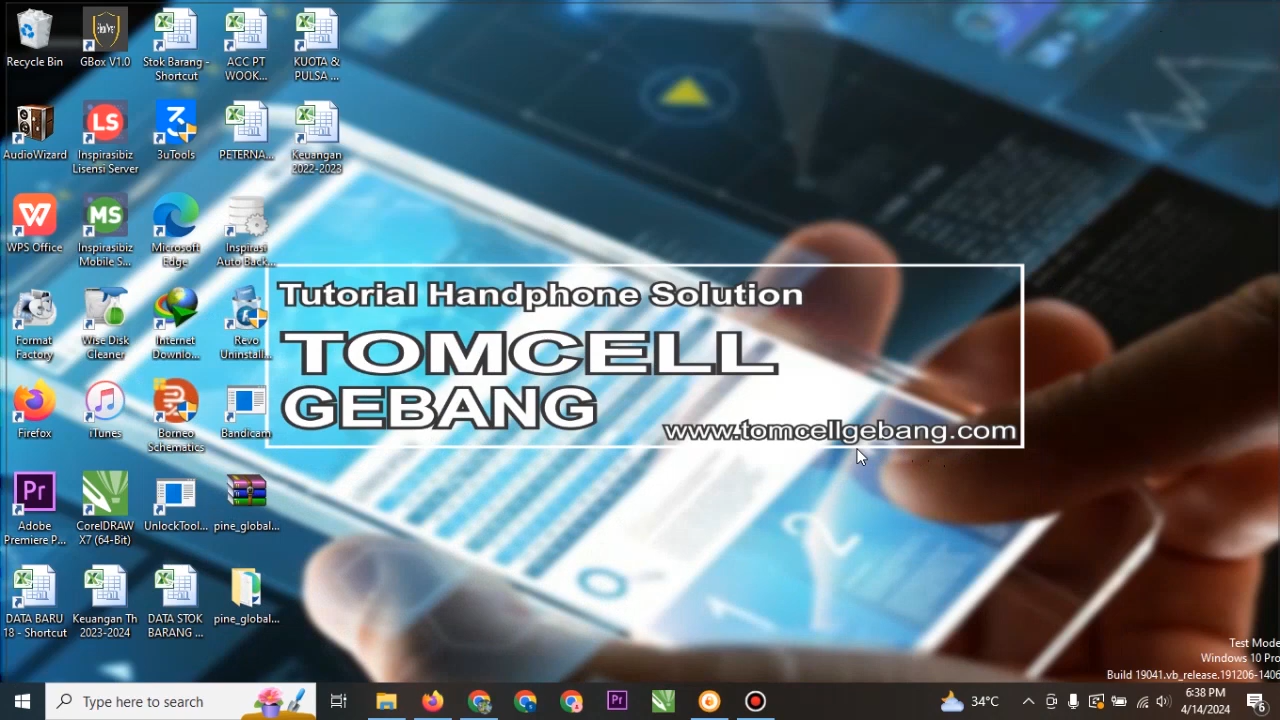 Recycle Bin
GBox V1.0
Stok Barang -
Shortcut
ACC PT
WOOK...
KUOTA &
PULSA ...
AudioWizard
Inspirasibiz
Lisensi Server
3uTools
PETERNA...
Keuangan
2022-2023
WPS Office
Inspirasibiz
Mobile S...
Microsoft
Edge
Inspirasi
Auto Back...
Format
Factory
Wise Disk
Cleaner
Internet
Downlo...
Revo
Uninstall...
Firefox
iTunes
Borneo
Schematics
Bandicam
Adobe
Premiere P...
CorelDRAW
X7 (64-Bit)
UnlockTool...
pine_global...
DATA BARU
18 - Shortcut
Keuangan Th
2023-2024
DATA STOK
BARANG ...
pine_global...
Tutorial Handphone Solution
TOMCELL
GEBANG
www.tomcellgebang.com
Test Mode
Windows 10 Pro
Build 19041.vb_release.191206-1406
Type here to search
34°C
6:38 PM
4/14/2024
6